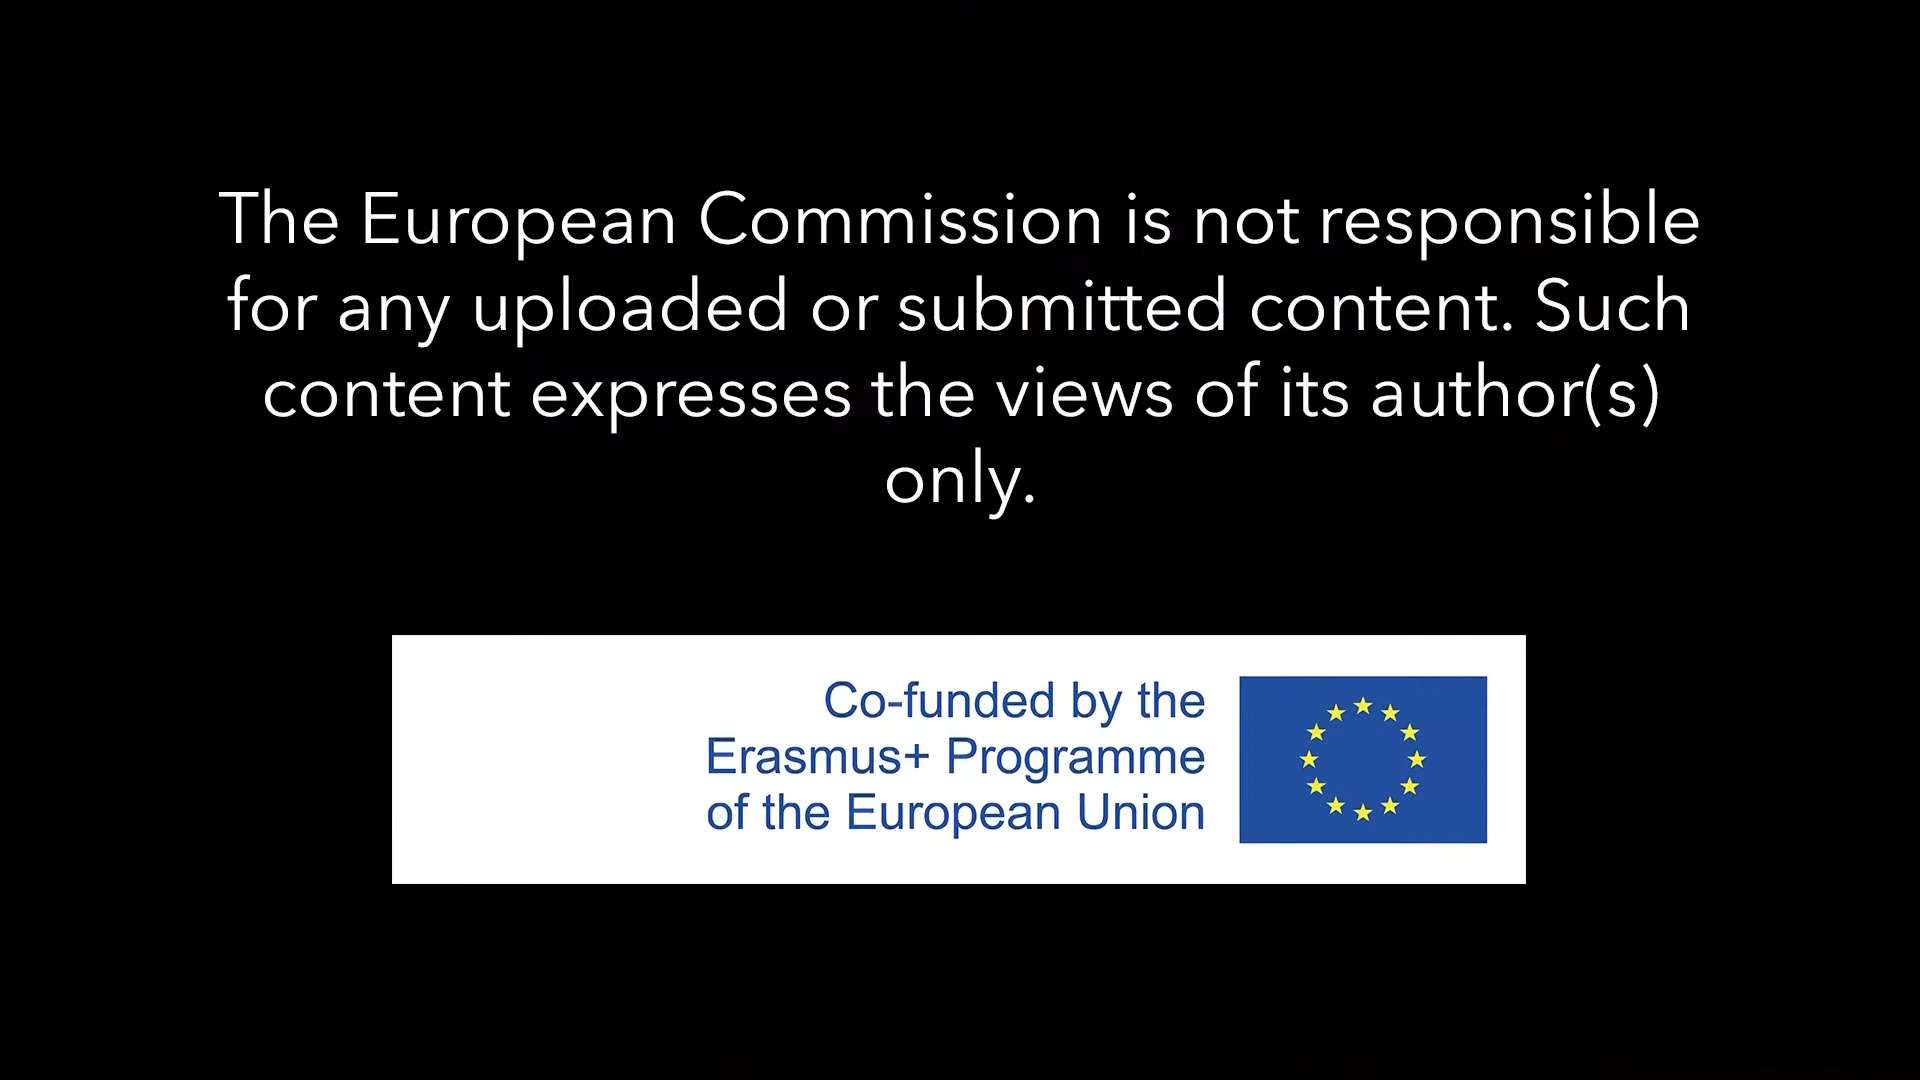 The European Commission is not responsible
for any uploaded or submitted content. Such
content expresses the views of its author(s)
only.
Co-funded by the
Erasmus+ Programme
of the European Union